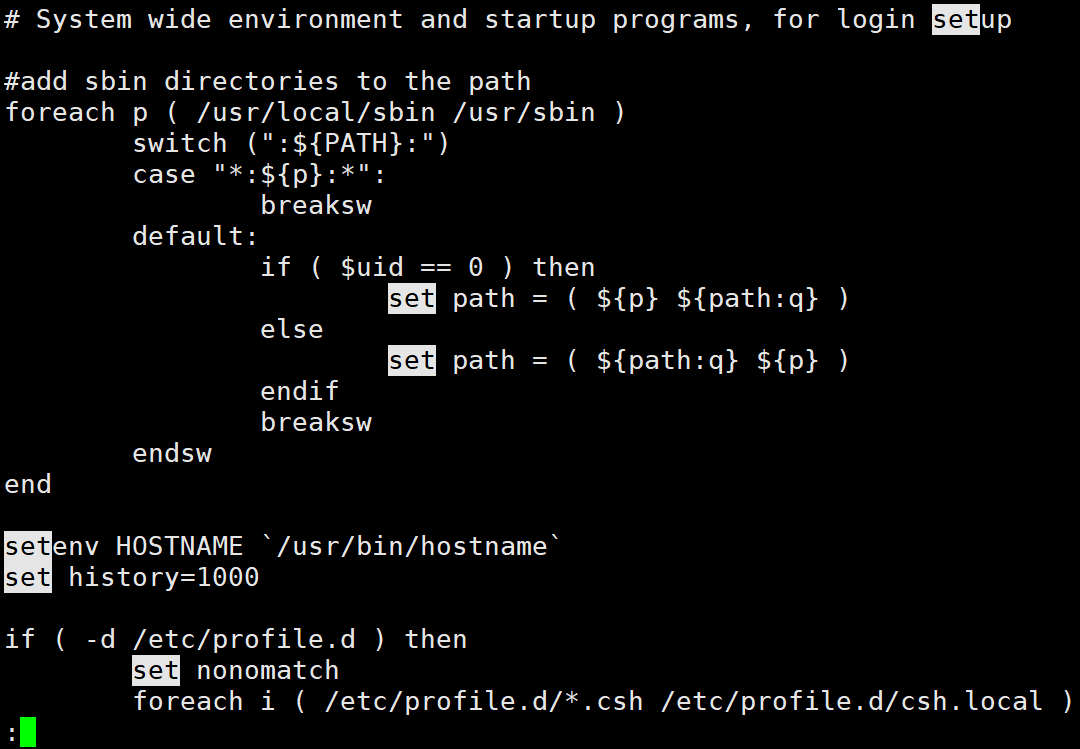 # System wide environment and startup programs, for login setup

#add sbin directories to the path
foreach p ( /usr/local/sbin /usr/sbin )
        switch (":${PATH}:")
        case "*:${p}:*":
                breaksw
        default:
                if ( $uid == 0 ) then
                        set path = ( ${p} ${path:q} )
                else
                        set path = ( ${path:q} ${p} )
                endif
                breaksw
        endsw
end

setenv HOSTNAME `/usr/bin/hostname`
set history=1000

if ( -d /etc/profile.d ) then
        set nonomatch
        foreach i ( /etc/profile.d/*.csh /etc/profile.d/csh.local )
: